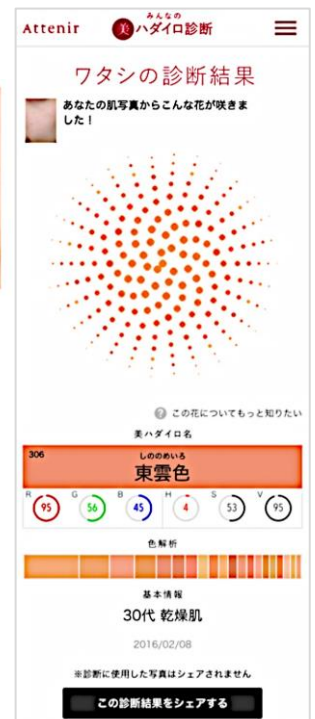 Attenir
みんなの
美ハダイロ診断
ワタシの診断結果
あなたの肌写真からこんな花が咲きま
した!
? この花についてもっと知りたい
美ハダイロ名
306
しののめいろ
東雲色
R 95 G 56 B 45 H 4 S 53 V 95
色解析
基本情報
30代 乾燥肌
2016/02/08
※診断に使用した写真はシェアされません
この診断結果をシェアする